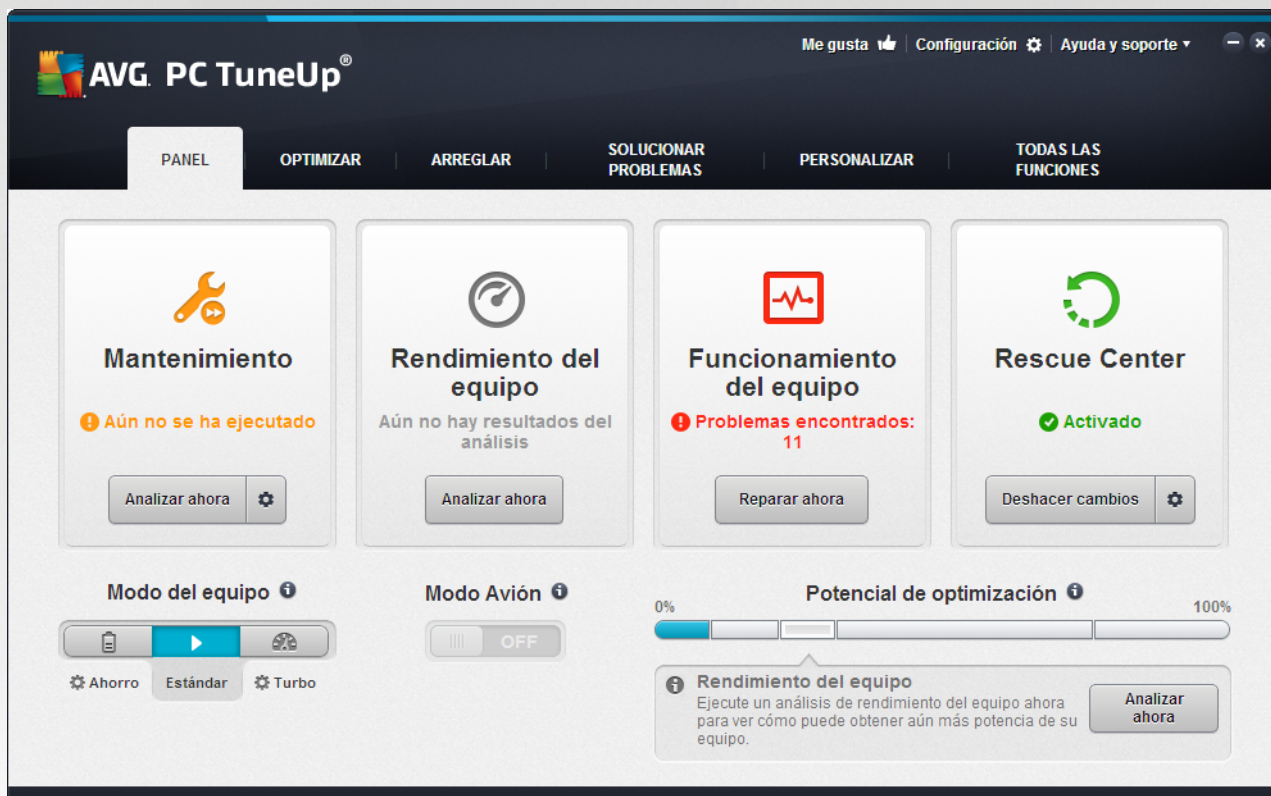 Me gusta
Configuración
Ayuda y soporte
AVG. PC TuneUp®
PANEL
OPTIMIZAR
ARREGLAR
SOLUCIONAR
PROBLEMAS
PERSONALIZAR
TODAS LAS
FUNCIONES
Mantenimiento
Aún no se ha ejecutado
Analizar ahora
Rendimiento del
equipo
Aún no hay resultados del
análisis
Analizar ahora
Funcionamiento
del equipo
Problemas encontrados:
11
Reparar ahora
Rescue Center
Activado
Deshacer cambios
Modo del equipo
Ahorro
Estándar
Turbo
Modo Avión
OFF
Potencial de optimización
0%
100%
Rendimiento del equipo
Ejecute un análisis de rendimiento del equipo ahora
para ver cómo puede obtener aún más potencia de su
equipo.
Analizar
ahora